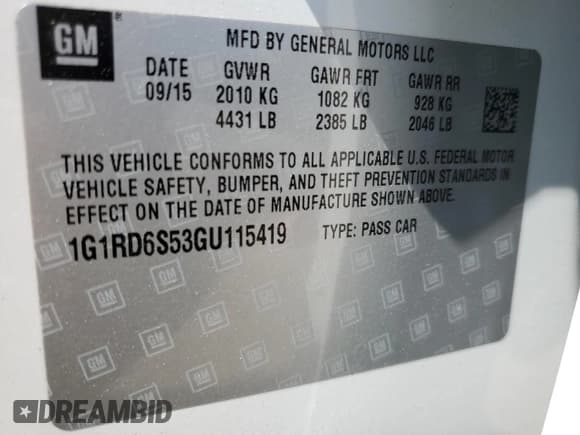 GM
MFD BY GENERAL MOTORS LLC
DATE GVWR GAWR FRT GAWR RR
09/15 2010 KG 1082 KG 928 KG
4431 LB 2385 LB 2046 LB
THIS VEHICLE CONFORMS TO ALL APPLICABLE U.S. FEDERAL MOTOR
VEHICLE SAFETY, BUMPER, AND THEFT PREVENTION STANDARDS IN
EFFECT ON THE DATE OF MANUFACTURE SHOWN ABOVE.
1G1RD6S53GU115419 TYPE: PASS CAR
DREAMBID